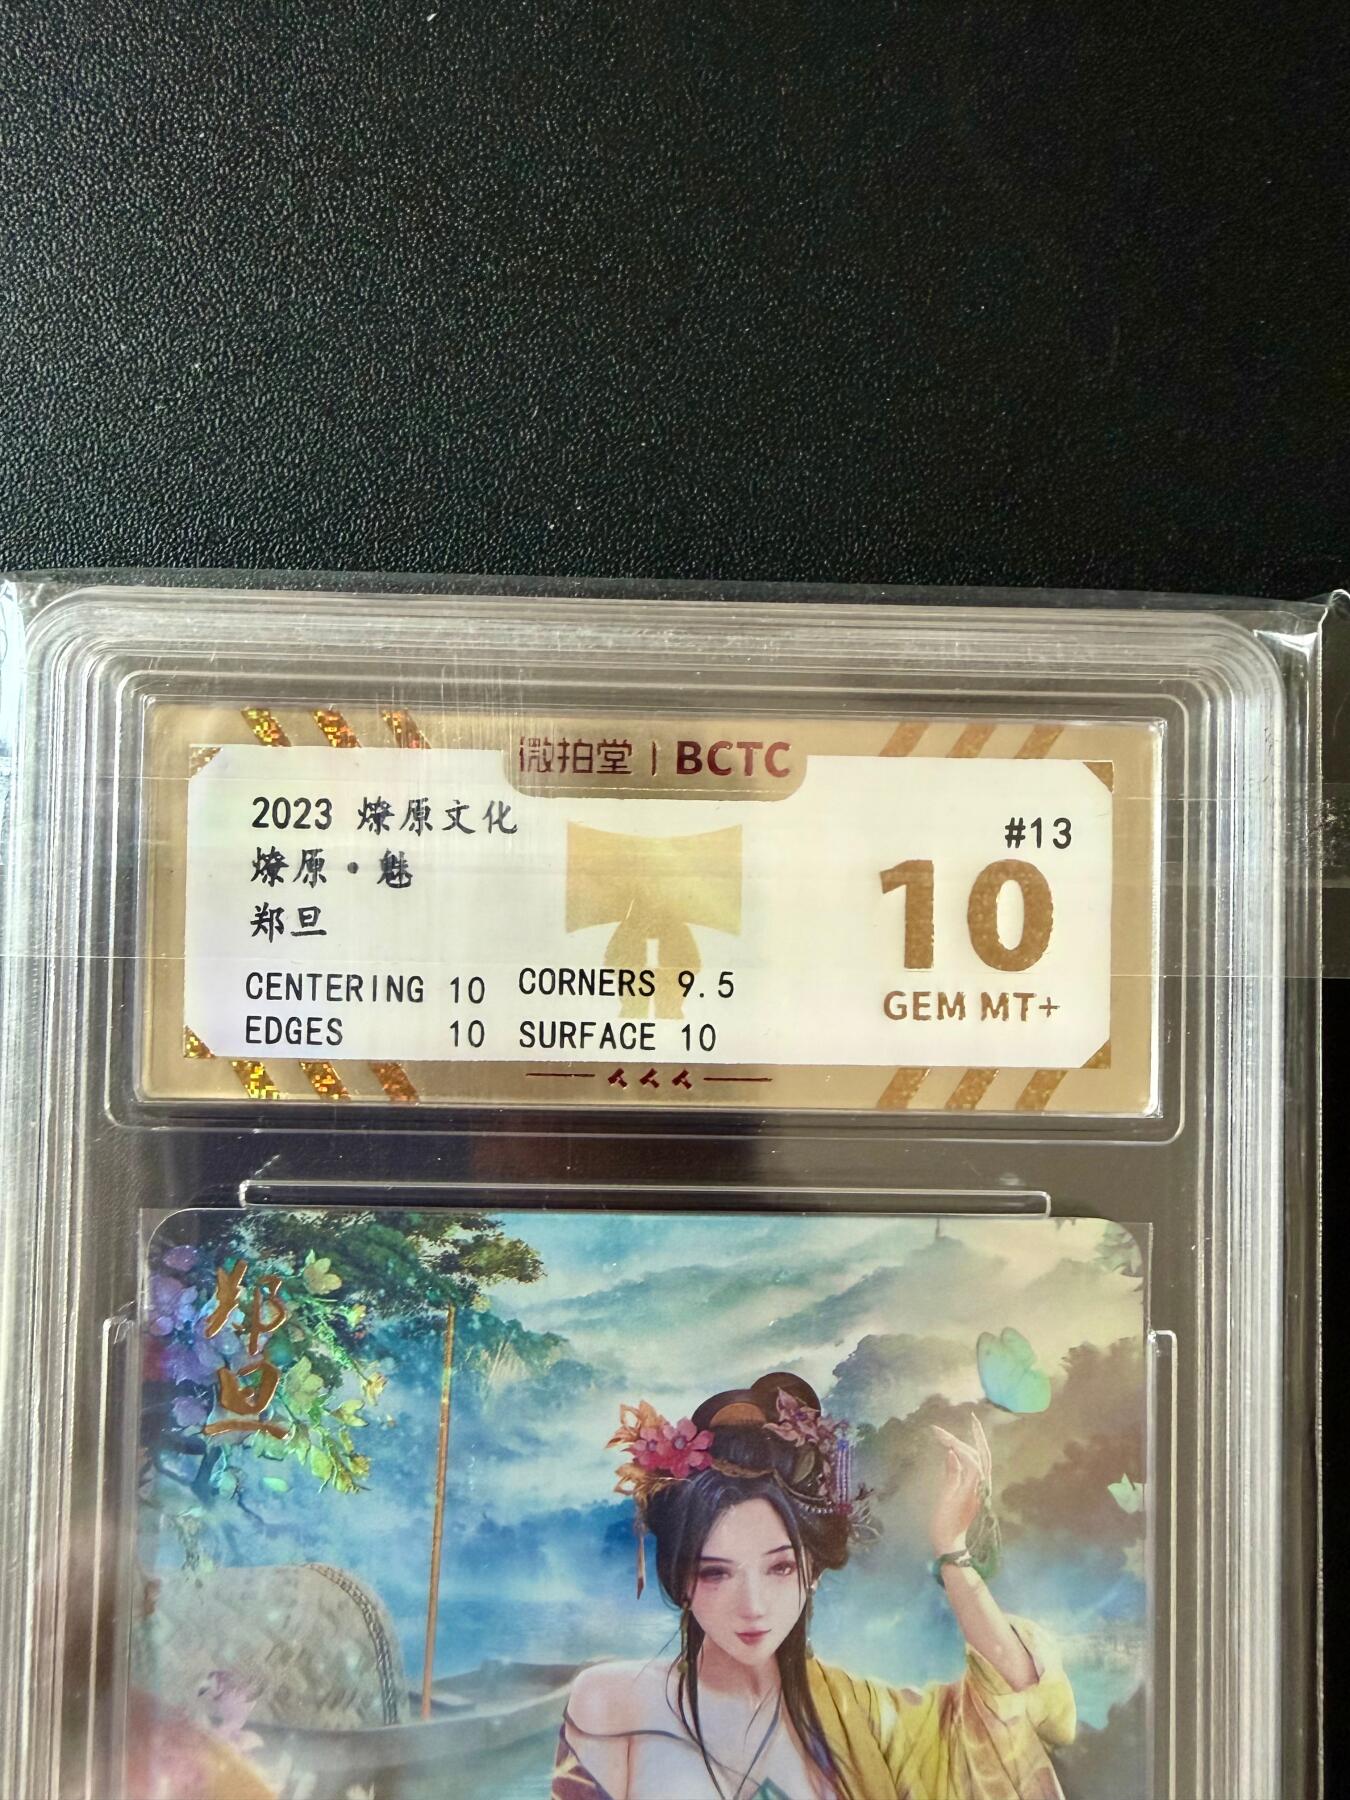 微拍堂 | BCTC
2023 燎原文化
燎原·魅
郑旦
#13
10
GEM MT+
CENTERING 10 CORNERS 9.5
EDGES 10 SURFACE 10
郑旦